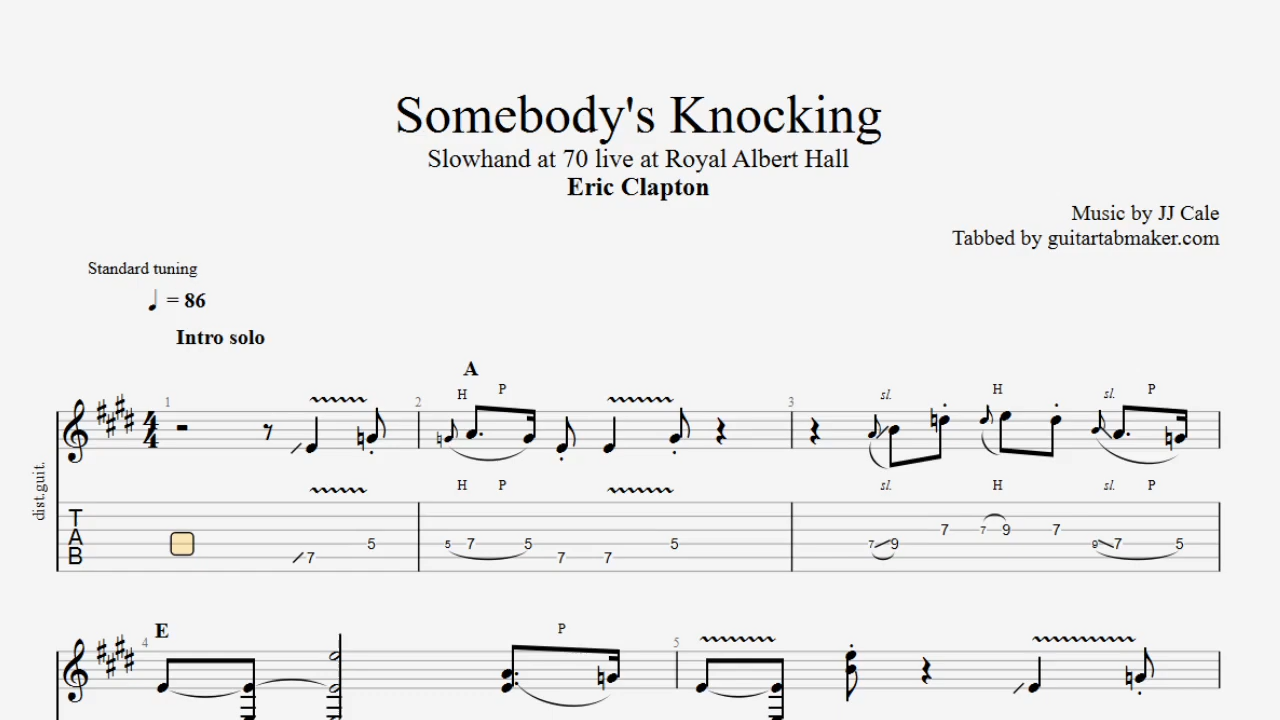 Somebody's Knocking
Slowhand at 70 live at Royal Albert Hall
Eric Clapton
Music by JJ Cale
Tabbed by guitartabmaker.com
Standard tuning
= 86
Intro solo
A
H P sl. H sl. P
1 2 3
4
4
dist.guit.
H P sl. H sl. P
T
A
B
7 5 5 7 5 7 7 5 7 9 7 7 9 7 9 7 5
E
P
4 5